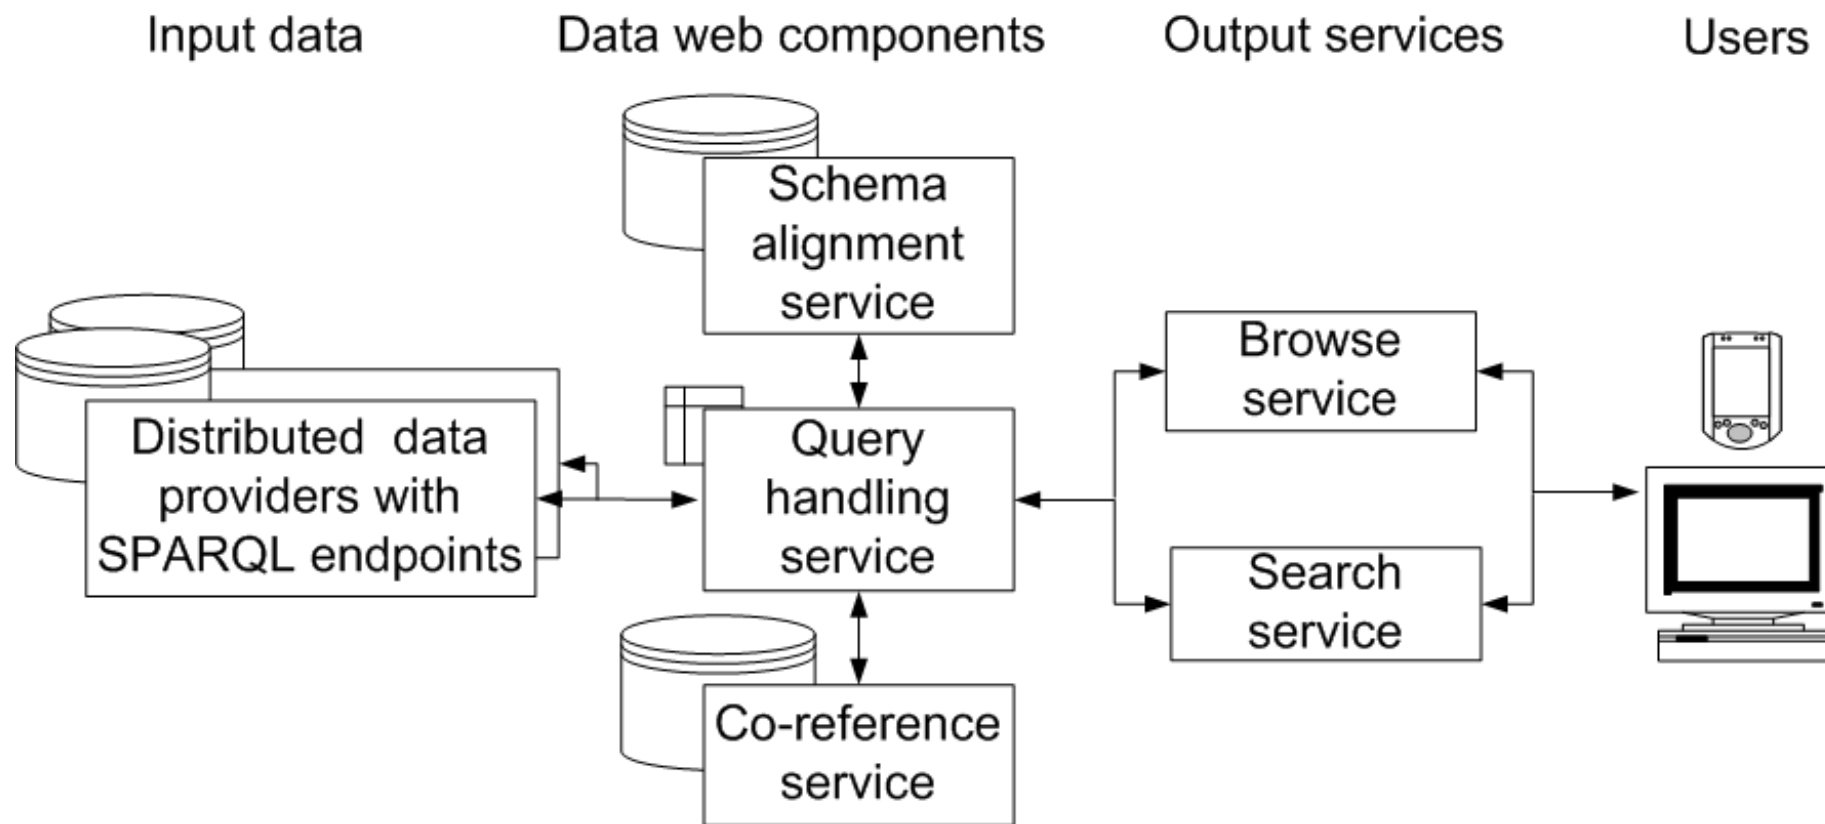 Input data
Data web components
Output services
Users
Schema
alignment
service
Distributed data
providers with
SPARQL endpoints
Query
handling
service
Browse
service
Search
service
Co-reference
service